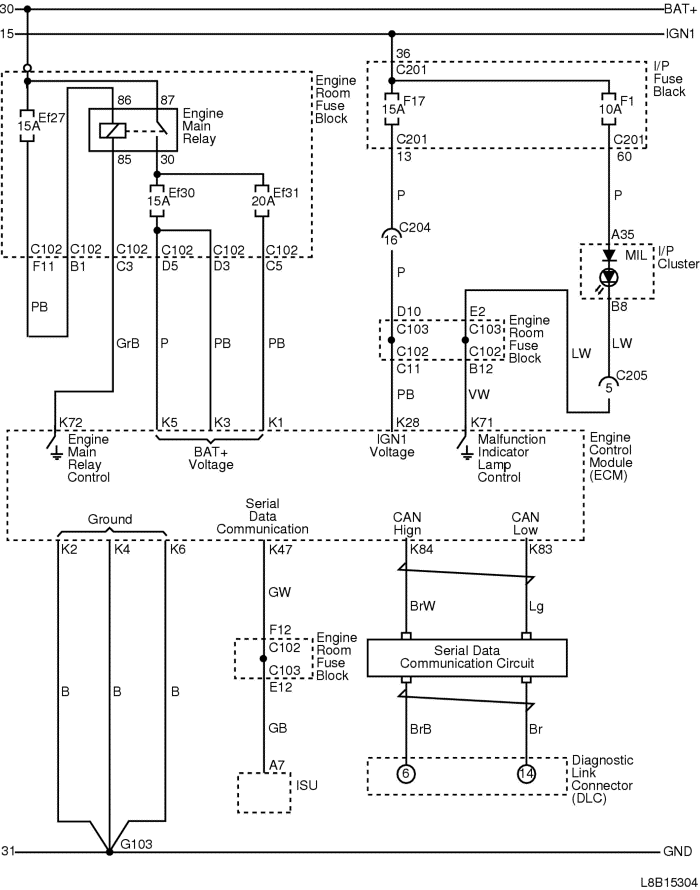 30 BAT+
15 IGN1
36
C201
I/P
Fuse
Black
Engine
Room
Fuse
Block
86 87
Engine
Main
Relay
Ef27
15A
85 30
F17
15A
F1
10A
C201 C201
13 60
Ef30
15A
Ef31
20A
P P
C204
16
C102 C102 C102 C102 C102 C102
F11 B1 C3 D5 D3 C5
A35
MIL
I/P
Cluster
B8
P
PB
D10 E2
C103 C103
C102 C102
C11 B12
Engine
Room
Fuse
Block
GrB P PB PB
LW LW
C205
5
PB VW
K72 K5 K3 K1 K28 K71
Engine
Main
Relay
Control
BAT+
Voltage
IGN1
Voltage
Malfunction
Indicator
Lamp
Control
Engine
Control
Module
(ECM)
Ground
Serial
Data
Communication
CAN
Hign
CAN
Low
K2 K4 K6 K47 K84 K83
GW BrW Lg
F12
C102
C103
E12
Engine
Room
Fuse
Block
Serial Data
Communication Circuit
B B B
GB BrB Br
A7
ISU
6 14
Diagnostic
Link
Connector
(DLC)
G103
31 GND
L8B15304